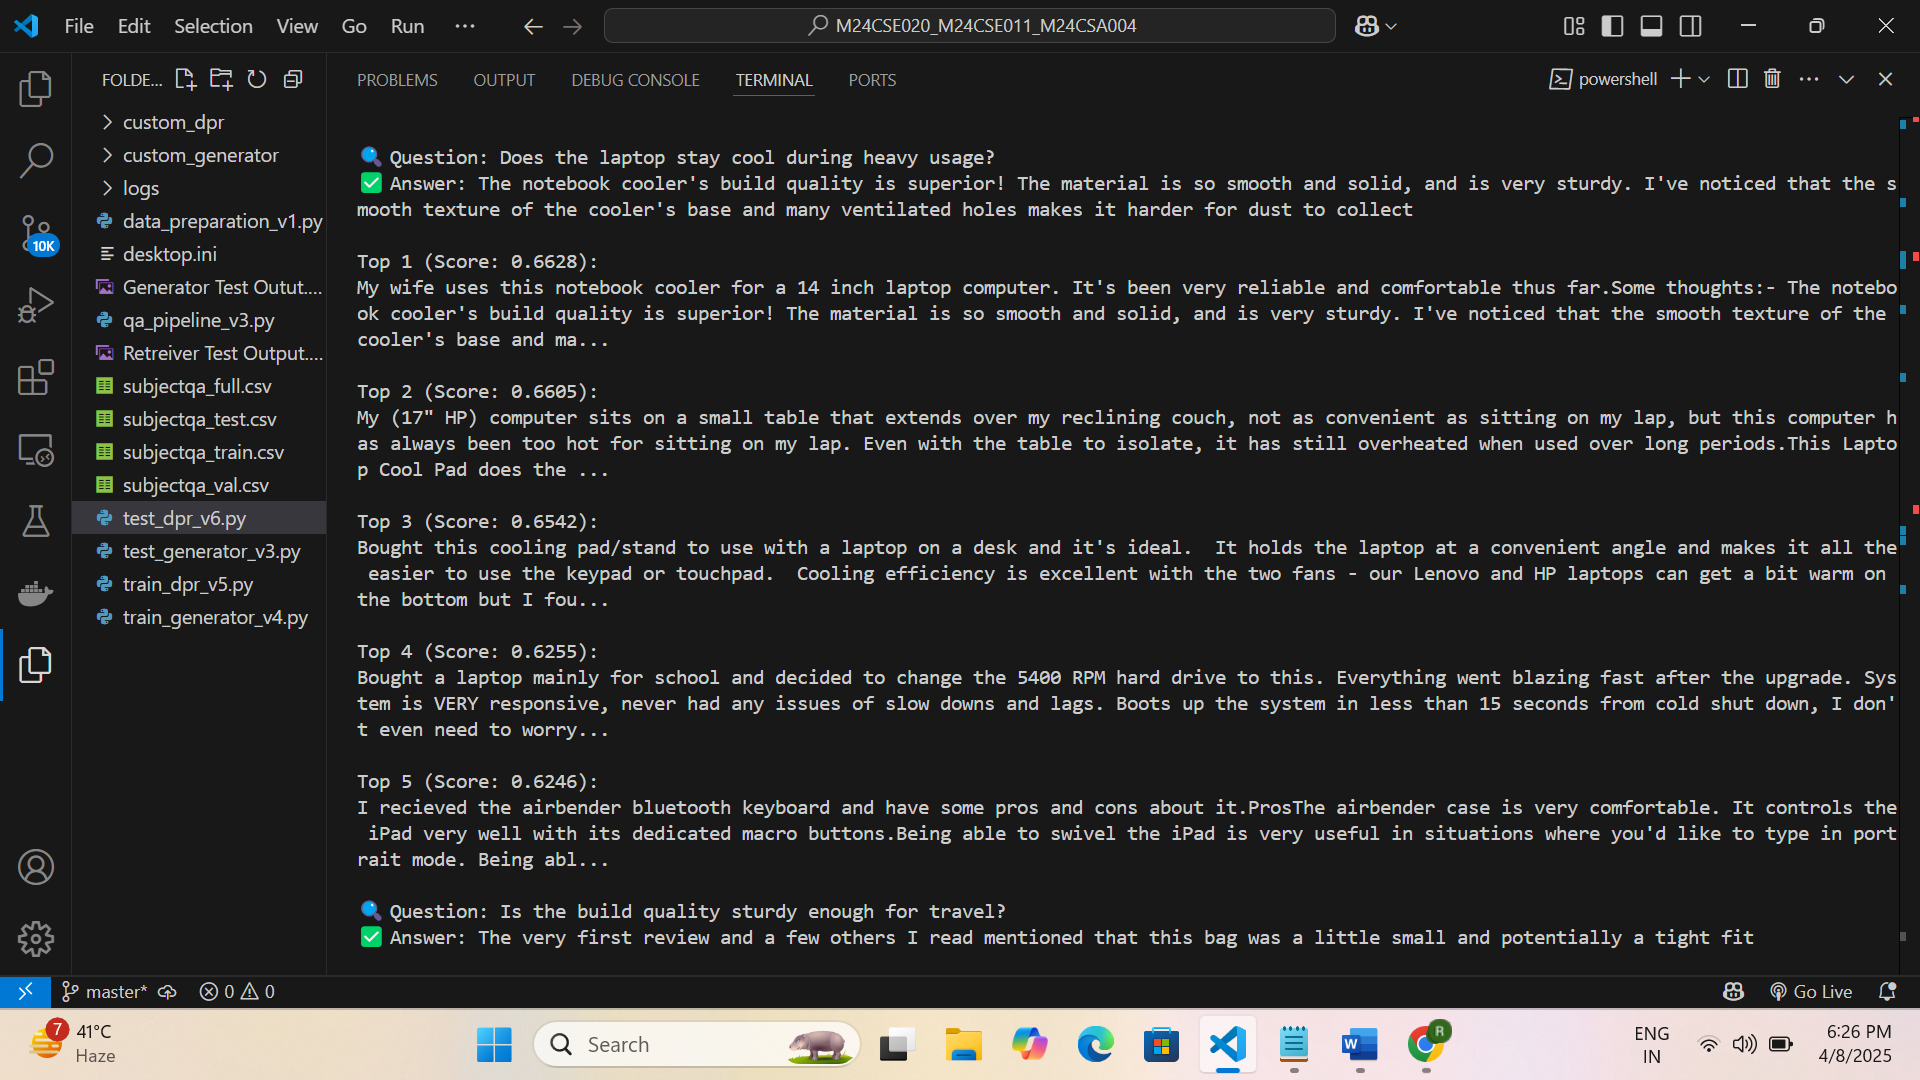 File Edit Selection View Go Run ···
M24CSE020_M24CSE011_M24CSA004
FOLDE...
PROBLEMS OUTPUT DEBUG CONSOLE TERMINAL PORTS
powershell
custom_dpr
custom_generator
logs
data_preparation_v1.py
desktop.ini
Generator Test Outut....
qa_pipeline_v3.py
Retreiver Test Output....
subjectqa_full.csv
subjectqa_test.csv
subjectqa_train.csv
subjectqa_val.csv
test_dpr_v6.py
test_generator_v3.py
train_dpr_v5.py
train_generator_v4.py
10K
Question: Does the laptop stay cool during heavy usage?
Answer: The notebook cooler's build quality is superior! The material is so smooth and solid, and is very sturdy. I've noticed that the s
mooth texture of the cooler's base and many ventilated holes makes it harder for dust to collect
Top 1 (Score: 0.6628):
My wife uses this notebook cooler for a 14 inch laptop computer. It's been very reliable and comfortable thus far.Some thoughts:- The notebo
ok cooler's build quality is superior! The material is so smooth and solid, and is very sturdy. I've noticed that the smooth texture of the
cooler's base and ma...
Top 2 (Score: 0.6605):
My (17" HP) computer sits on a small table that extends over my reclining couch, not as convenient as sitting on my lap, but this computer h
as always been too hot for sitting on my lap. Even with the table to isolate, it has still overheated when used over long periods.This Lapto
p Cool Pad does the ...
Top 3 (Score: 0.6542):
Bought this cooling pad/stand to use with a laptop on a desk and it's ideal.  It holds the laptop at a convenient angle and makes it all the
 easier to use the keypad or touchpad.  Cooling efficiency is excellent with the two fans - our Lenovo and HP laptops can get a bit warm on
the bottom but I fou...
Top 4 (Score: 0.6255):
Bought a laptop mainly for school and decided to change the 5400 RPM hard drive to this. Everything went blazing fast after the upgrade. Sys
tem is VERY responsive, never had any issues of slow downs and lags. Boots up the system in less than 15 seconds from cold shut down, I don'
t even need to worry...
Top 5 (Score: 0.6246):
I recieved the airbender bluetooth keyboard and have some pros and cons about it.ProsThe airbender case is very comfortable. It controls the
 iPad very well with its dedicated macro buttons.Being able to swivel the iPad is very useful in situations where you'd like to type in port
rait mode. Being abl...
Question: Is the build quality sturdy enough for travel?
Answer: The very first review and a few others I read mentioned that this bag was a little small and potentially a tight fit
master* 0 0
Go Live
7
41°C
Haze
Search
W
R
ENG
IN
6:26 PM
4/8/2025